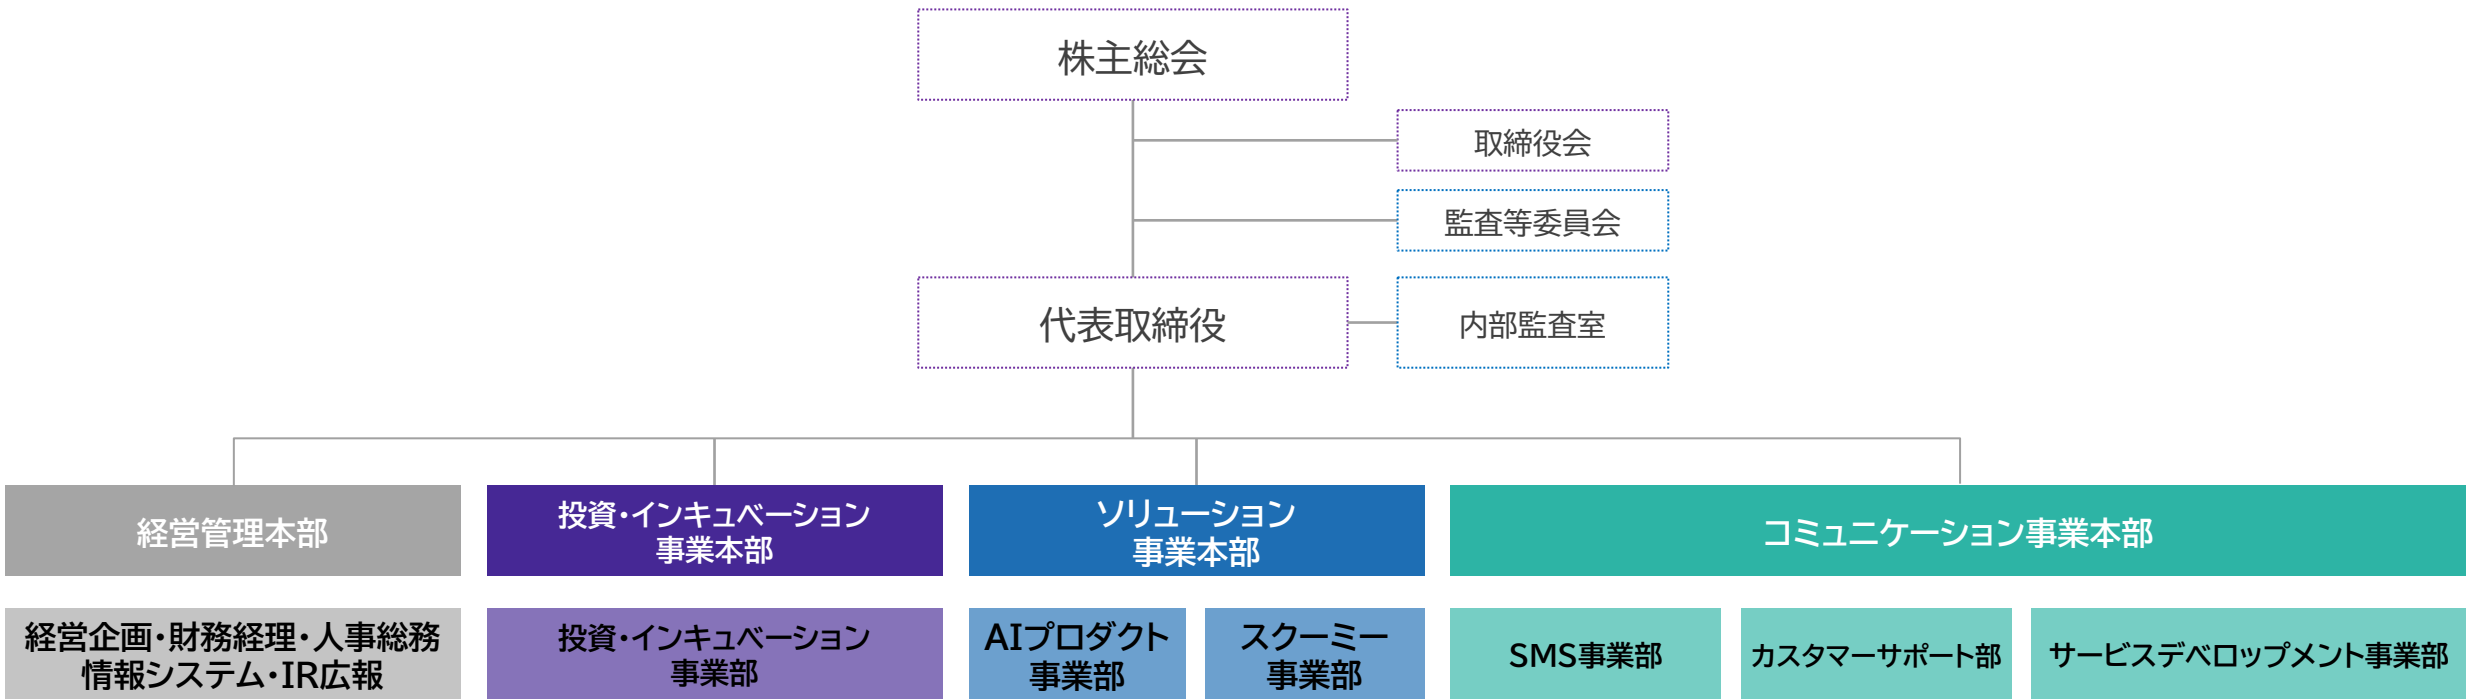 株主総会
取締役会
監査等委員会
代表取締役
内部監査室
経営管理本部
投資・インキュベーション
事業本部
ソリューション
事業本部
コミュニケーション事業本部
経営企画・財務経理・人事総務
情報システム・IR広報
投資・インキュベーション
事業部
AIプロダクト
事業部
スクーミー
事業部
SMS事業部
カスタマーサポート部
サービスデベロップメント事業部